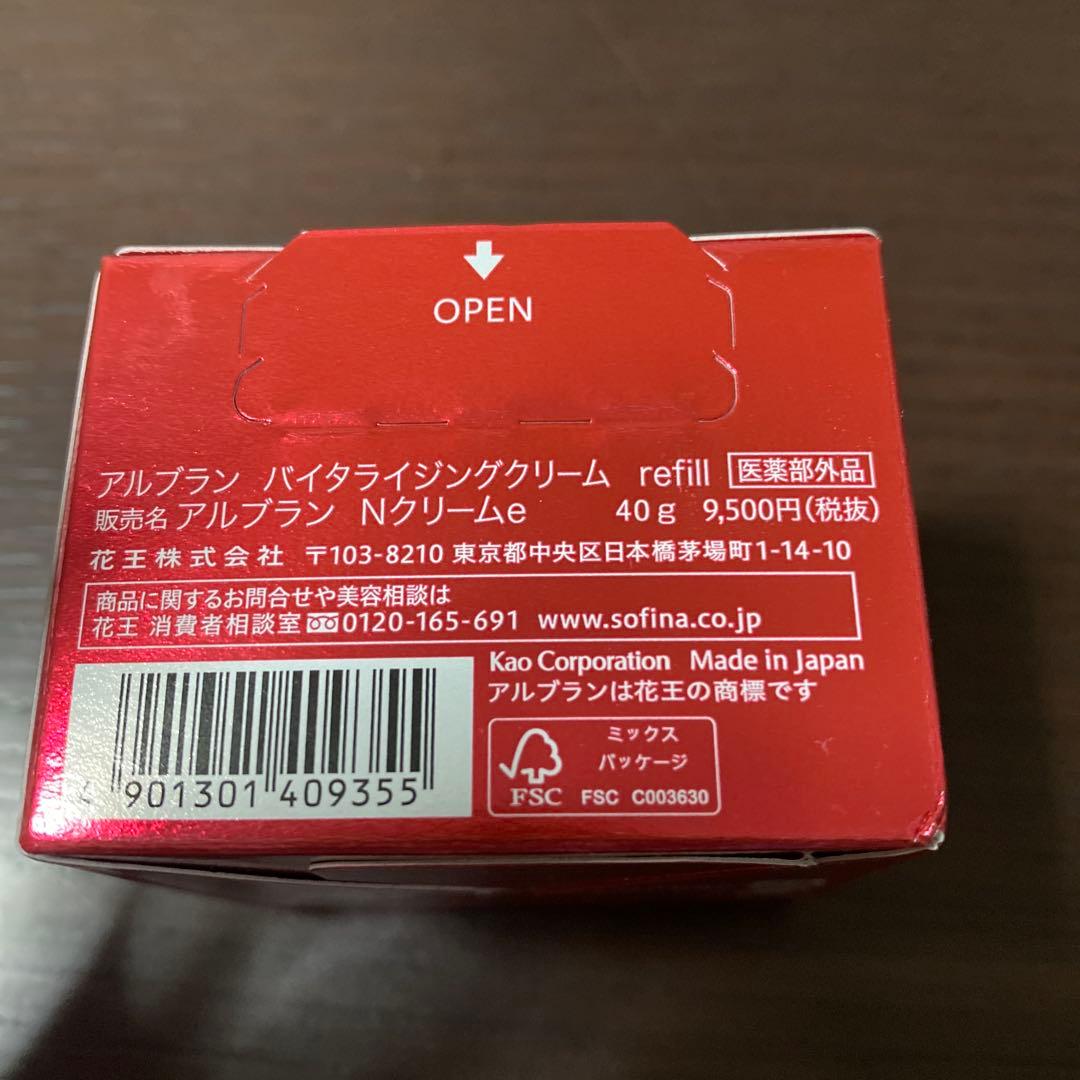 OPEN
アルブラン バイタライジングクリーム refill 医薬部外品
販売名 アルブラン Nクリームe 40g 9,500円(税抜)
花王株式会社 〒103-8210 東京都中央区日本橋茅場町1-14-10
商品に関するお問合せや美容相談は
花王 消費者相談室 0120-165-691 www.sofina.co.jp
Kao Corporation Made in Japan
アルブランは花王の商標です
4 901301 409355
ミックス
パッケージ
FSC FSC C003630